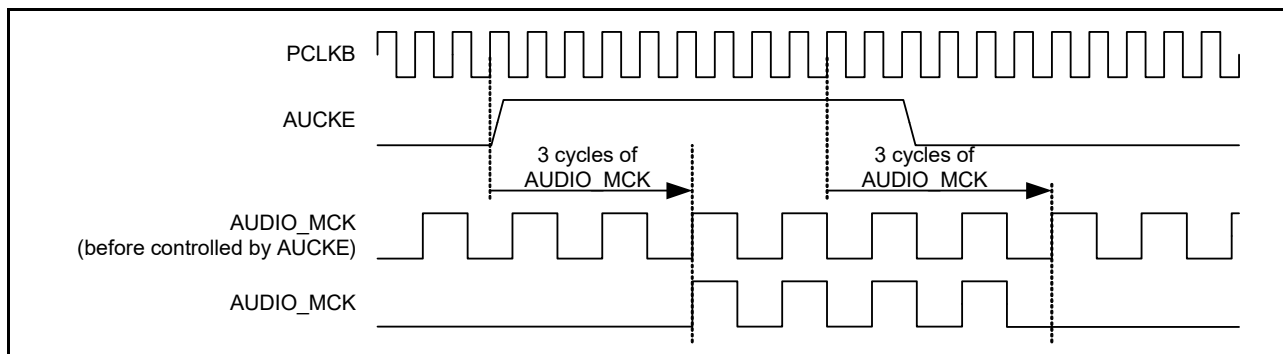 PCLKB
AUCKE
3 cycles of
AUDIO_MCK
3 cycles of
AUDIO_MCK
AUDIO_MCK
(before controlled by AUCKE)
AUDIO_MCK